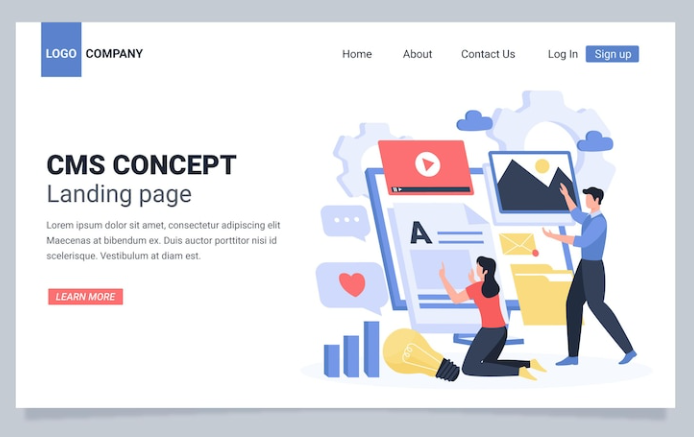 LOGO COMPANY
Home About Contact Us Log In Sign up
CMS CONCEPT
Landing page
Lorem ipsum dolor sit amet, consectetur adipiscing elit
Maecenas at bibendum ex. Duis auctor porttitor nisi id
scelerisque. Vestibulum at diam est.
LEARN MORE
A